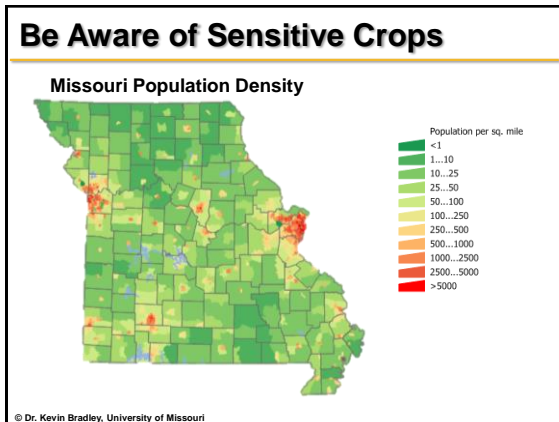 Be Aware of Sensitive Crops
Missouri Population Density
Population per sq. mile
<1
1...10
10...25
25...50
50...100
100...250
250...500
500...1000
1000...2500
2500...5000
>5000
© Dr. Kevin Bradley, University of Missouri